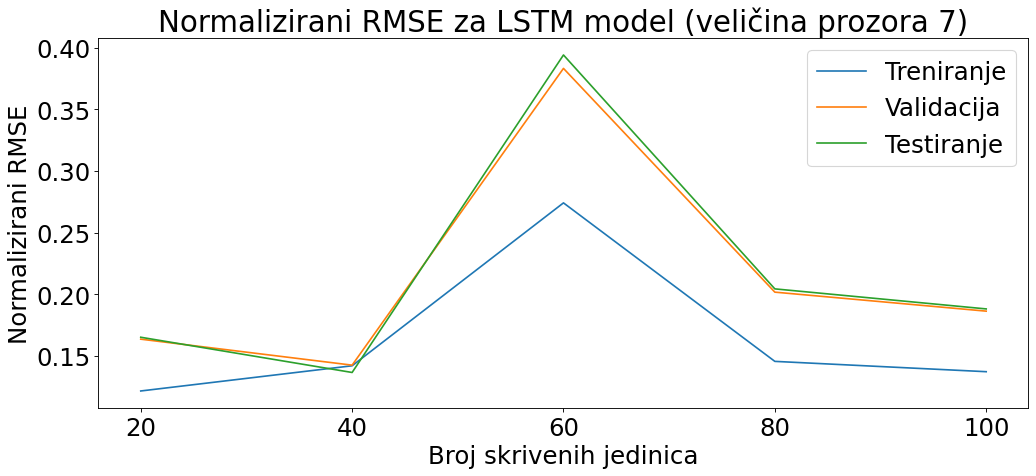 Normalizirani RMSE za LSTM model (veličina prozora 7)
Normalizirani RMSE
0.40
0.35
0.30
0.25
0.20
0.15
Treniranje
Validacija
Testiranje
20 40 60 80 100
Broj skrivenih jedinica